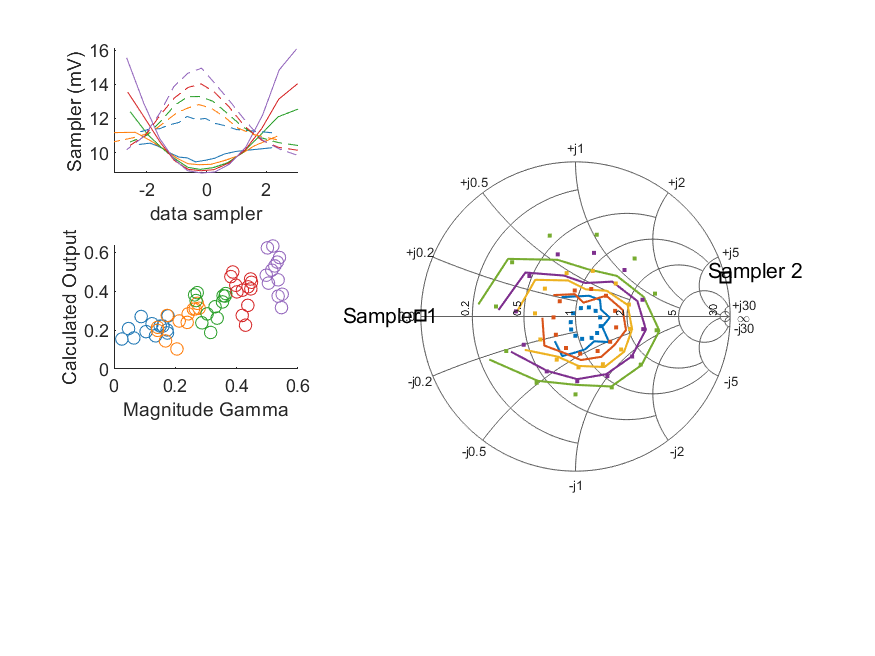 16
14
12
10
Sampler (mV)
-2
0
2
data sampler
0.6
0.4
0.2
0
Calculated Output
0
0.2
0.4
0.6
Magnitude Gamma
+j1
+j0.5
+j2
+j0.2
+j5
Sampler 2
Sampler 1
0.2
0.5
1
2
5
30
+j30
∞
-j30
-j0.2
-j5
-j0.5
-j2
-j1